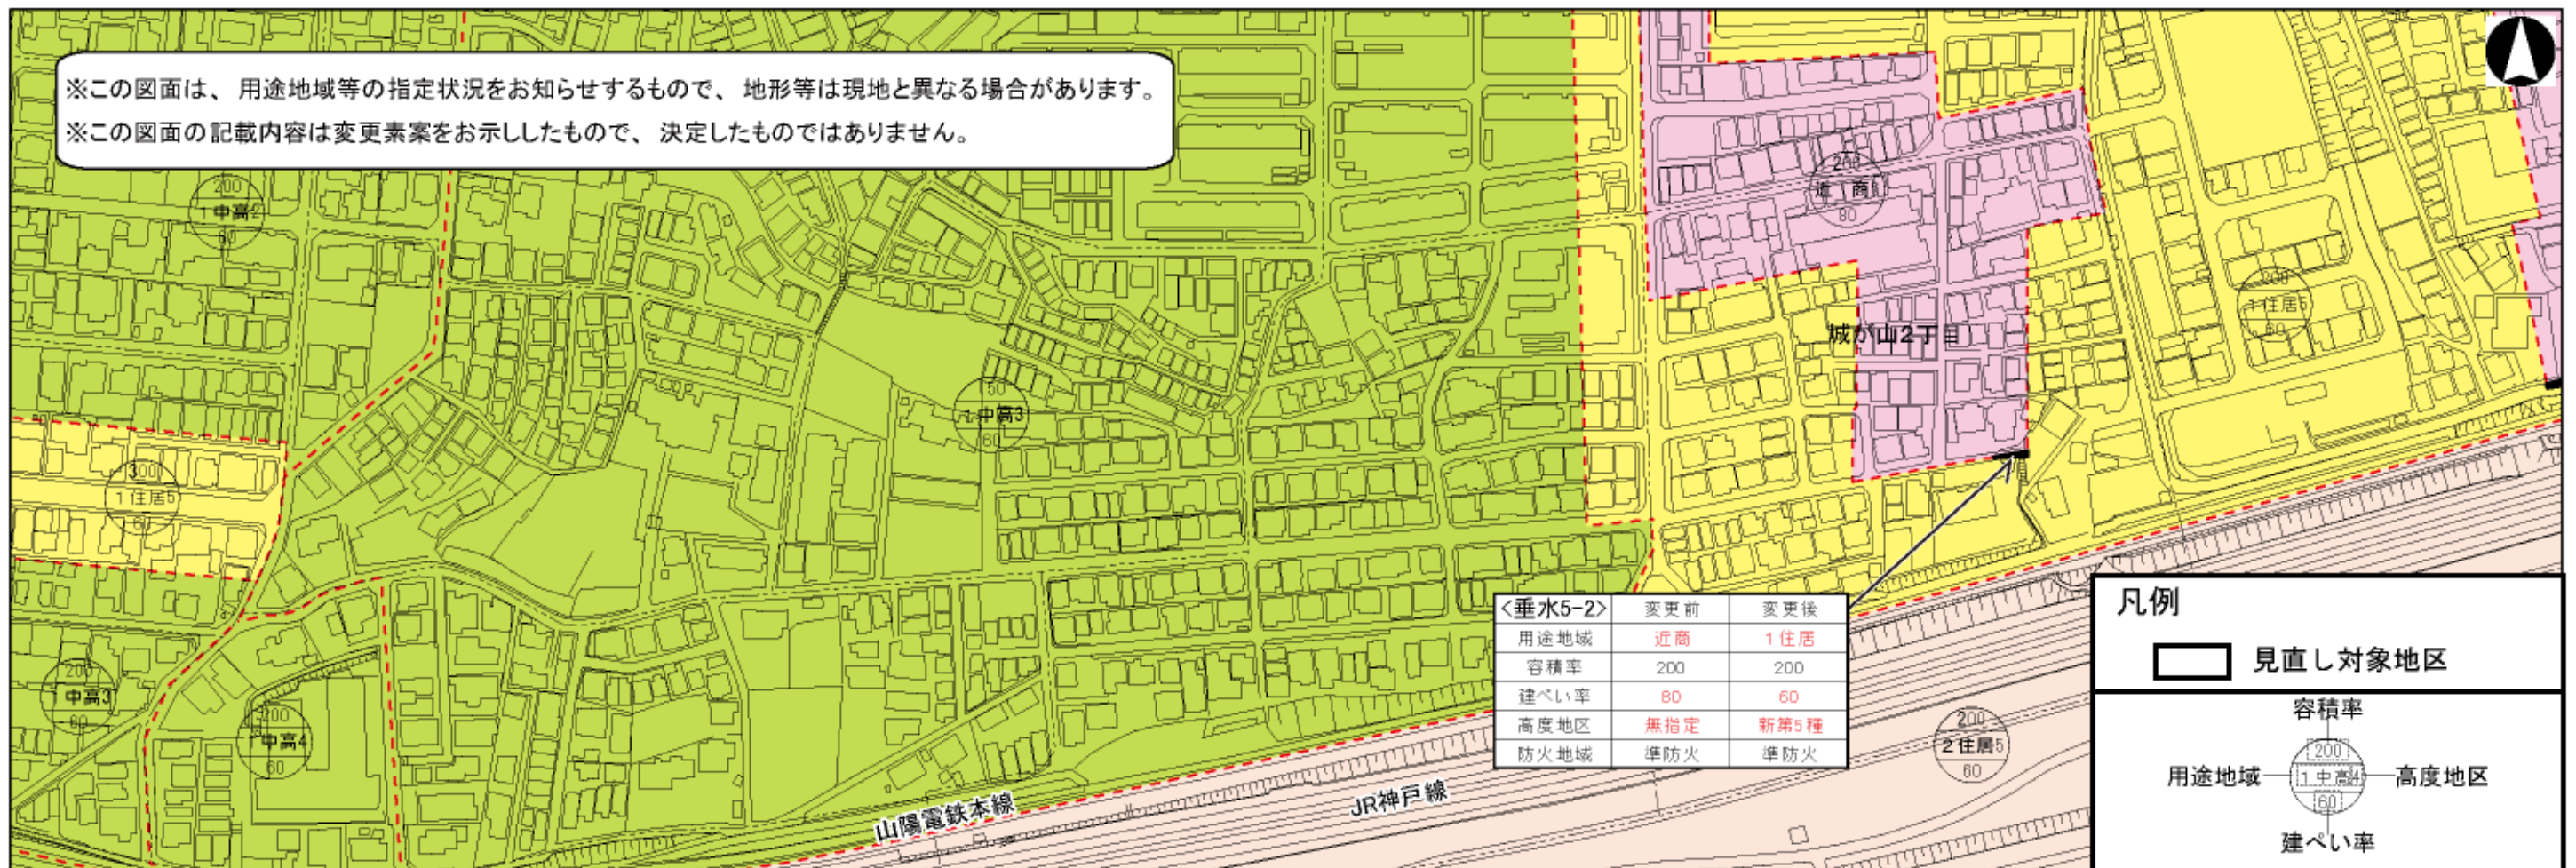 ※この図面は、用途地域等の指定状況をお知らせするもので、地形等は現地と異なる場合があります。
※この図面の記載内容は変更素案をお示ししたもので、決定したものではありません。
200
1中高2
60
200
近商
80
200
1住居5
60
城が山2丁目
150
1中高3
60
300
1住居5
60
200
1中高3
60
200
1中高4
60
<垂水5-2> 変更前 変更後
用途地域 近商 1住居
容積率 200 200
建ぺい率 80 60
高度地区 無指定 新第5種
防火地域 準防火 準防火
200
2住居5
60
山陽電鉄本線
JR神戸線
凡例
見直し対象地区
容積率
200
用途地域 1中高4 高度地区
60
建ぺい率